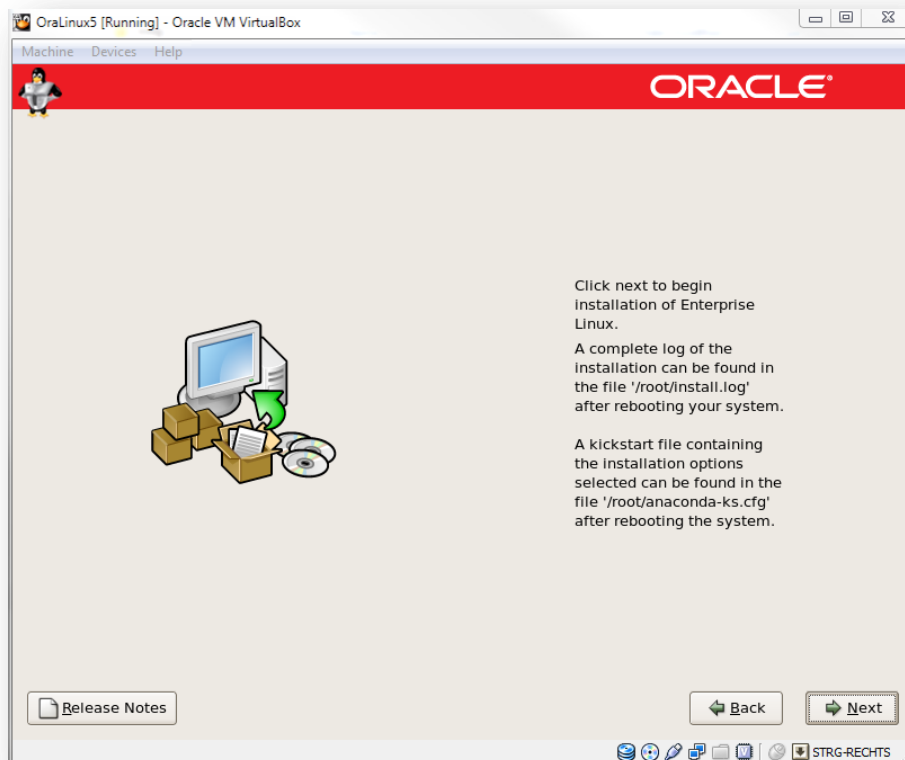 OraLinux5 [Running] - Oracle VM VirtualBox
Machine Devices Help
ORACLE®
Click next to begin
installation of Enterprise
Linux.
A complete log of the
installation can be found in
the file '/root/install.log'
after rebooting your system.
A kickstart file containing
the installation options
selected can be found in the
file '/root/anaconda-ks.cfg'
after rebooting the system.
Release Notes
Back
Next
STRG-RECHTS